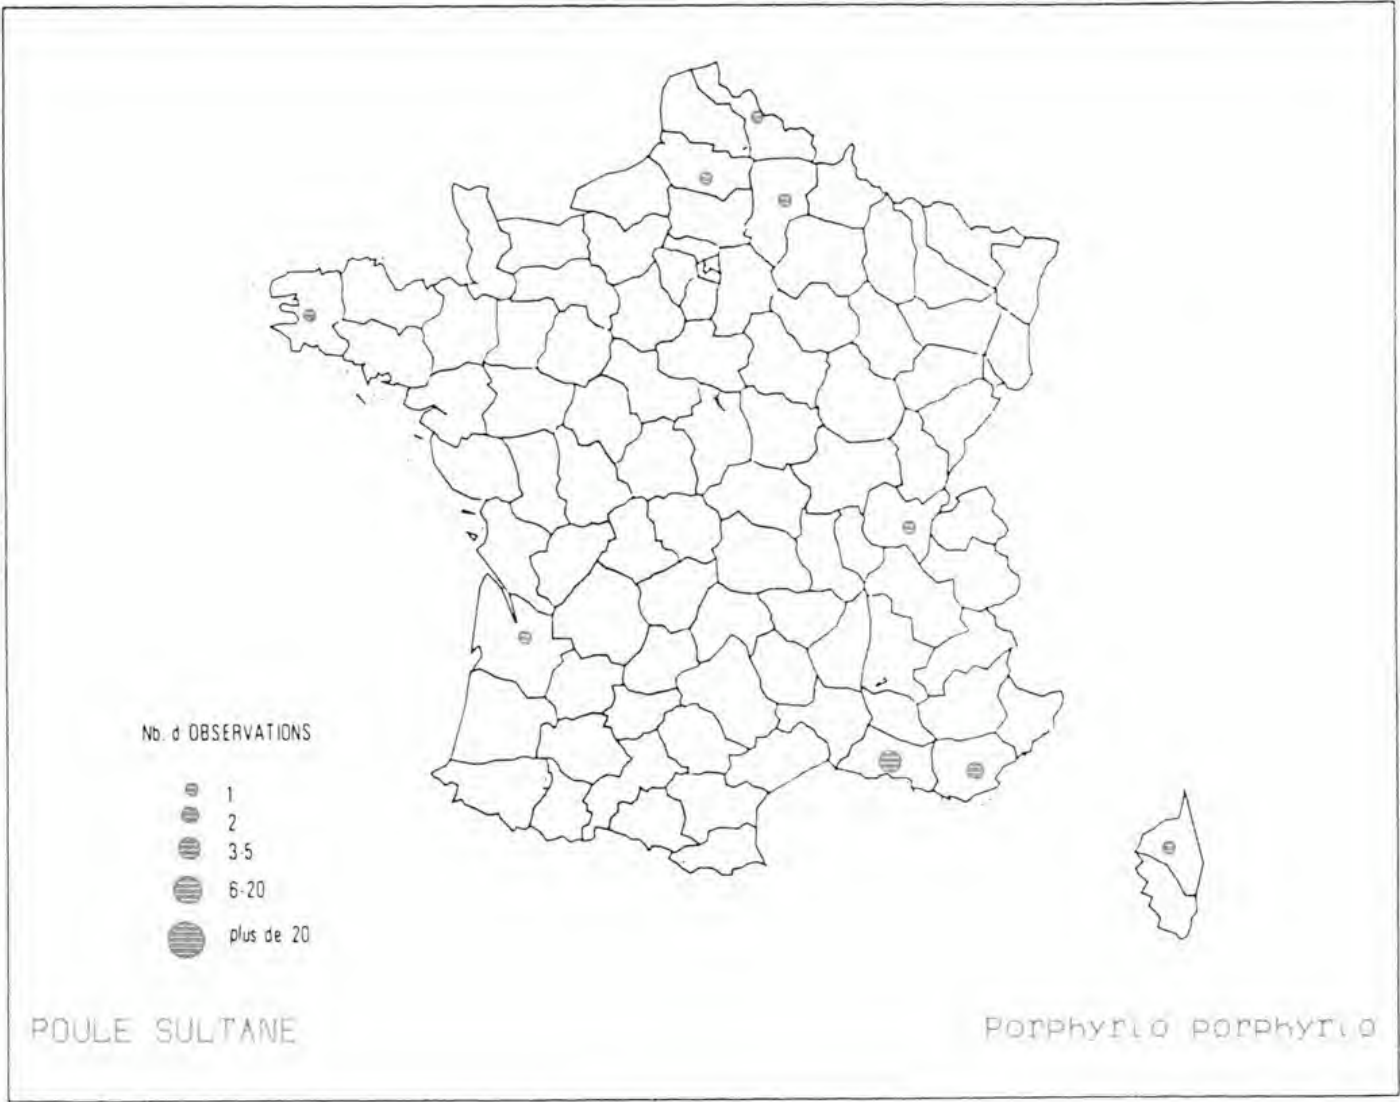 Nb. d OBSERVATIONS
1
2
3-5
6-20
plus de 20
POULE SULTANE
Porphyrio porphyrio